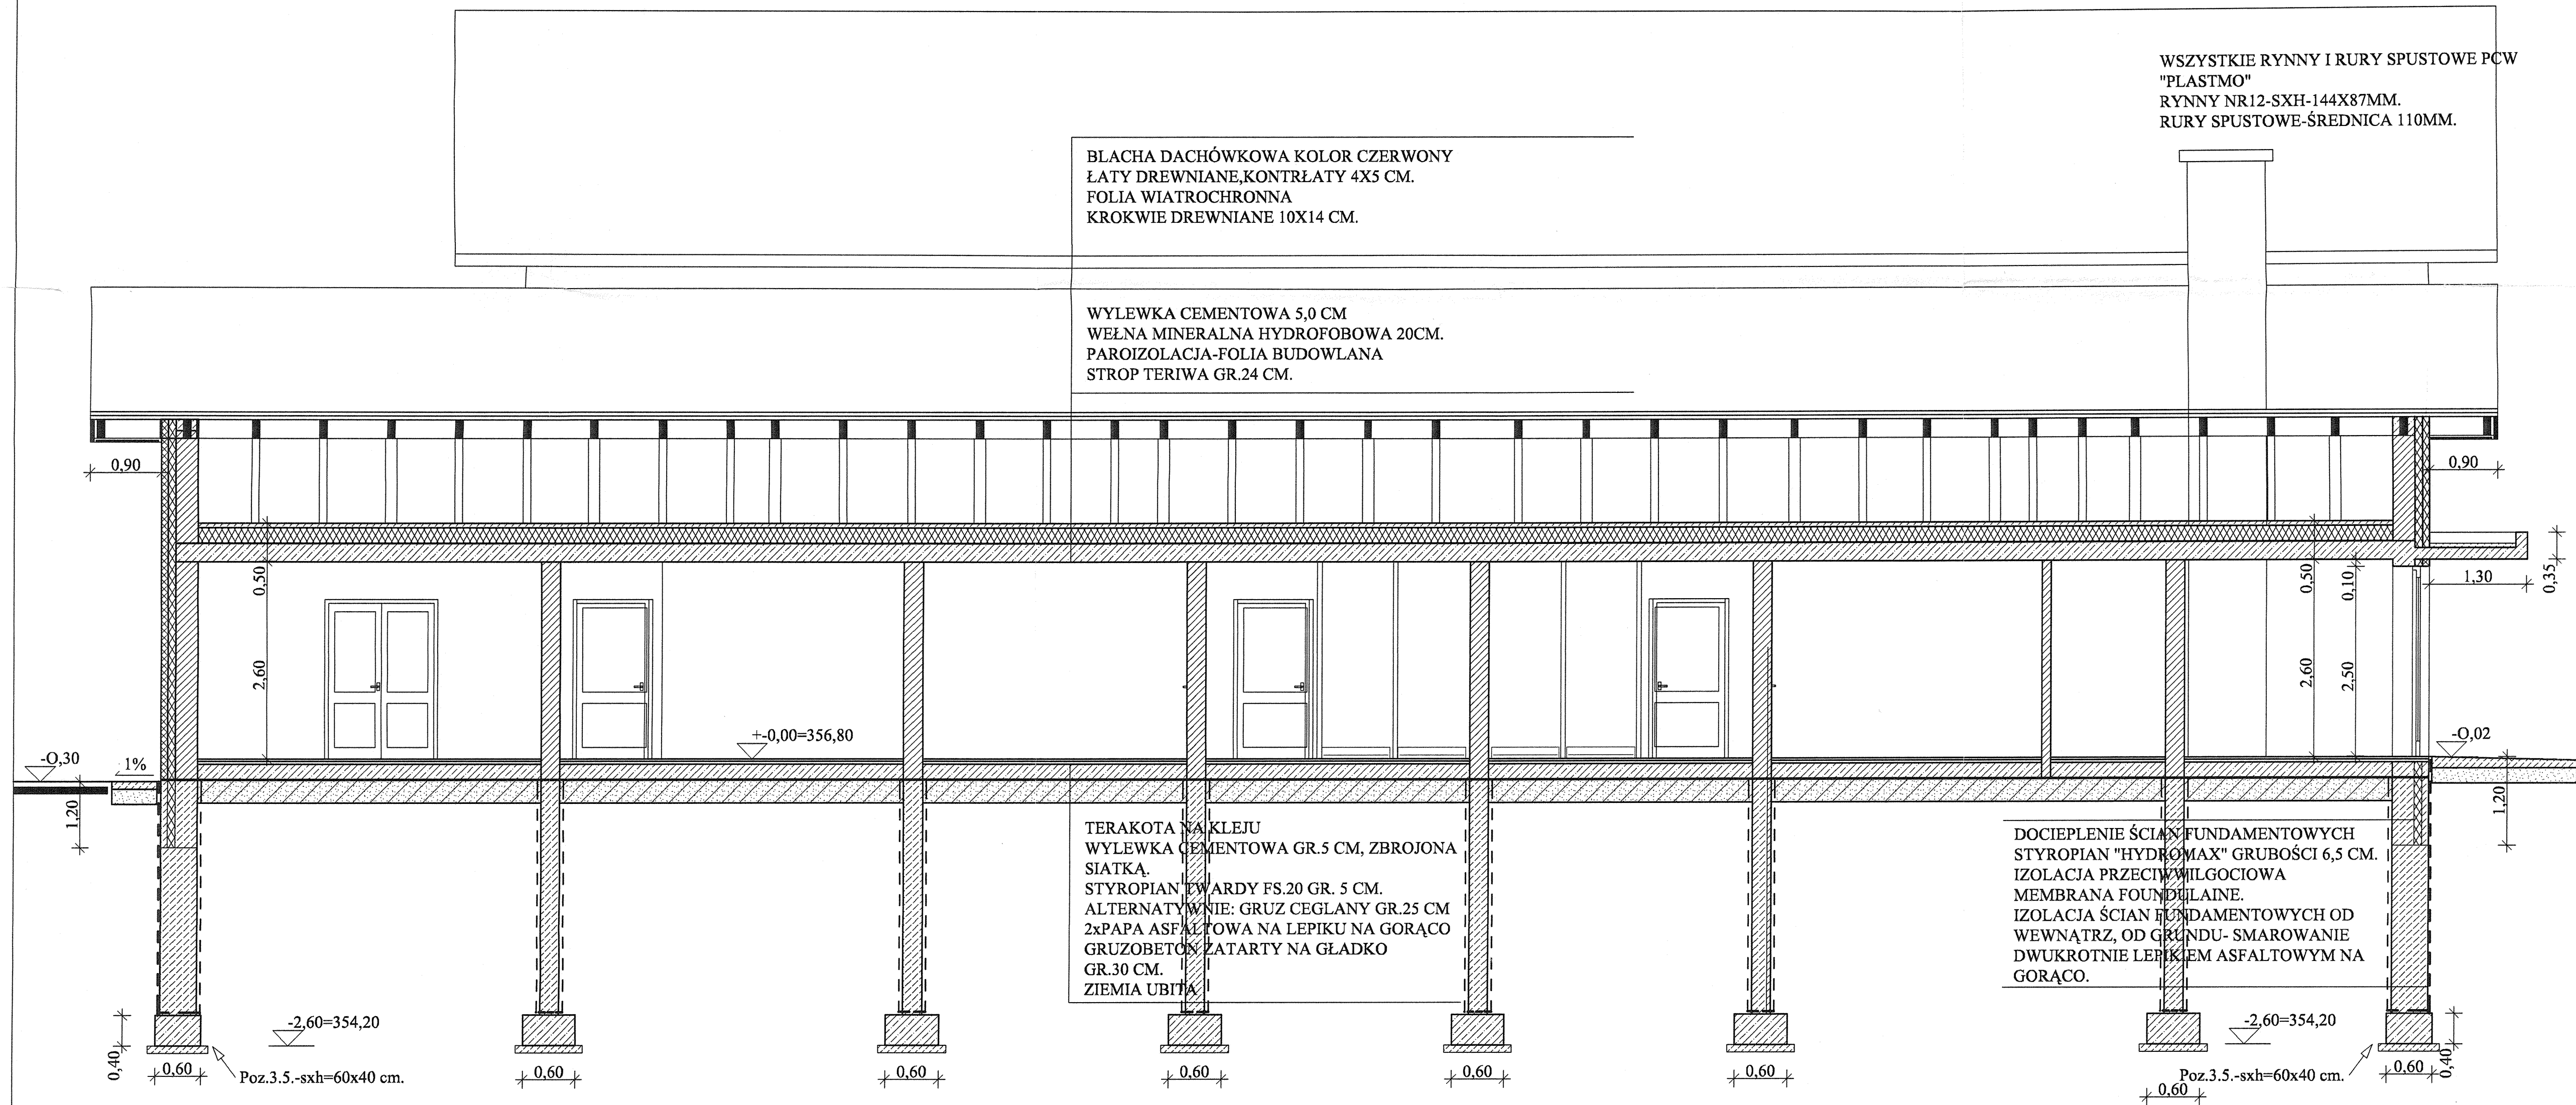 WSZYSTKIE RYNNY I RURY SPUSTOWE PCW
"PLASTMO"
RYNNY NR12-SXH-144X87MM.
RURY SPUSTOWE-ŚREDNICA 110MM.
BLACHA DACHÓWKOWA KOLOR CZERWONY
ŁATY DREWNIANE,KONTRŁATY 4X5 CM.
FOLIA WIATROCHRONNA
KROKWIE DREWNIANE 10X14 CM.
WYLEWKA CEMENTOWA 5,0 CM
WEŁNA MINERALNA HYDROFOBOWA 20CM.
PAROIZOLACJA-FOLIA BUDOWLANA
STROP TERIWA GR.24 CM.
0,90
0,90
0,50
2,60
0,50
0,10
2,60
2,50
1,30
0,35
+-0,00=356,80
-O,30
1%
1,20
-O,02
1,20
TERAKOTA NA KLEJU
WYLEWKA CEMENTOWA GR.5 CM, ZBROJONA
SIATKĄ.
STYROPIAN TWARDY FS.20 GR. 5 CM.
ALTERNATYWNIE: GRUZ CEGLANY GR.25 CM
2xPAPA ASFALTOWA NA LEPIKU NA GORĄCO
GRUZOBETON ZATARTY NA GŁADKO
GR.30 CM.
ZIEMIA UBITA
DOCIEPLENIE ŚCIAN FUNDAMENTOWYCH
STYROPIAN "HYDROMAX" GRUBOŚCI 6,5 CM.
IZOLACJA PRZECIWWILGOCIOWA
MEMBRANA FOUNDULAINE.
IZOLACJA ŚCIAN FUNDAMENTOWYCH OD
WEWNĄTRZ, OD GRUNDU- SMAROWANIE
DWUKROTNIE LEPIKIEM ASFALTOWYM NA
GORĄCO.
-2,60=354,20
-2,60=354,20
0,40
0,60
Poz.3.5.-sxh=60x40 cm.
0,60
0,60
0,60
0,60
0,60
0,60
Poz.3.5.-sxh=60x40 cm.
0,60
0,40